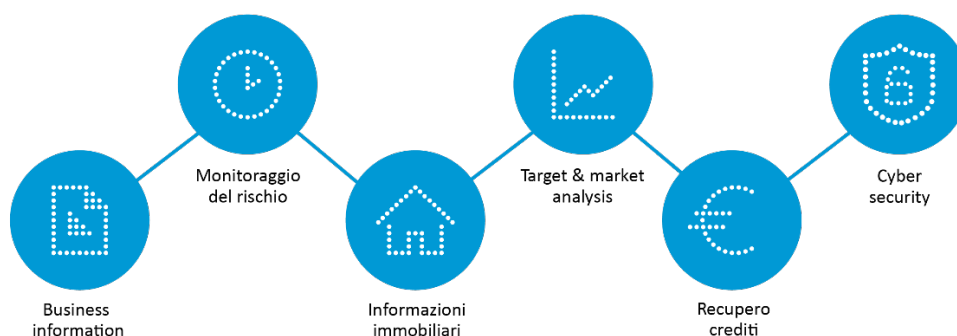 Business
information
Monitoraggio
del rischio
Informazioni
immobiliari
Target & market
analysis
Recupero
crediti
Cyber
security